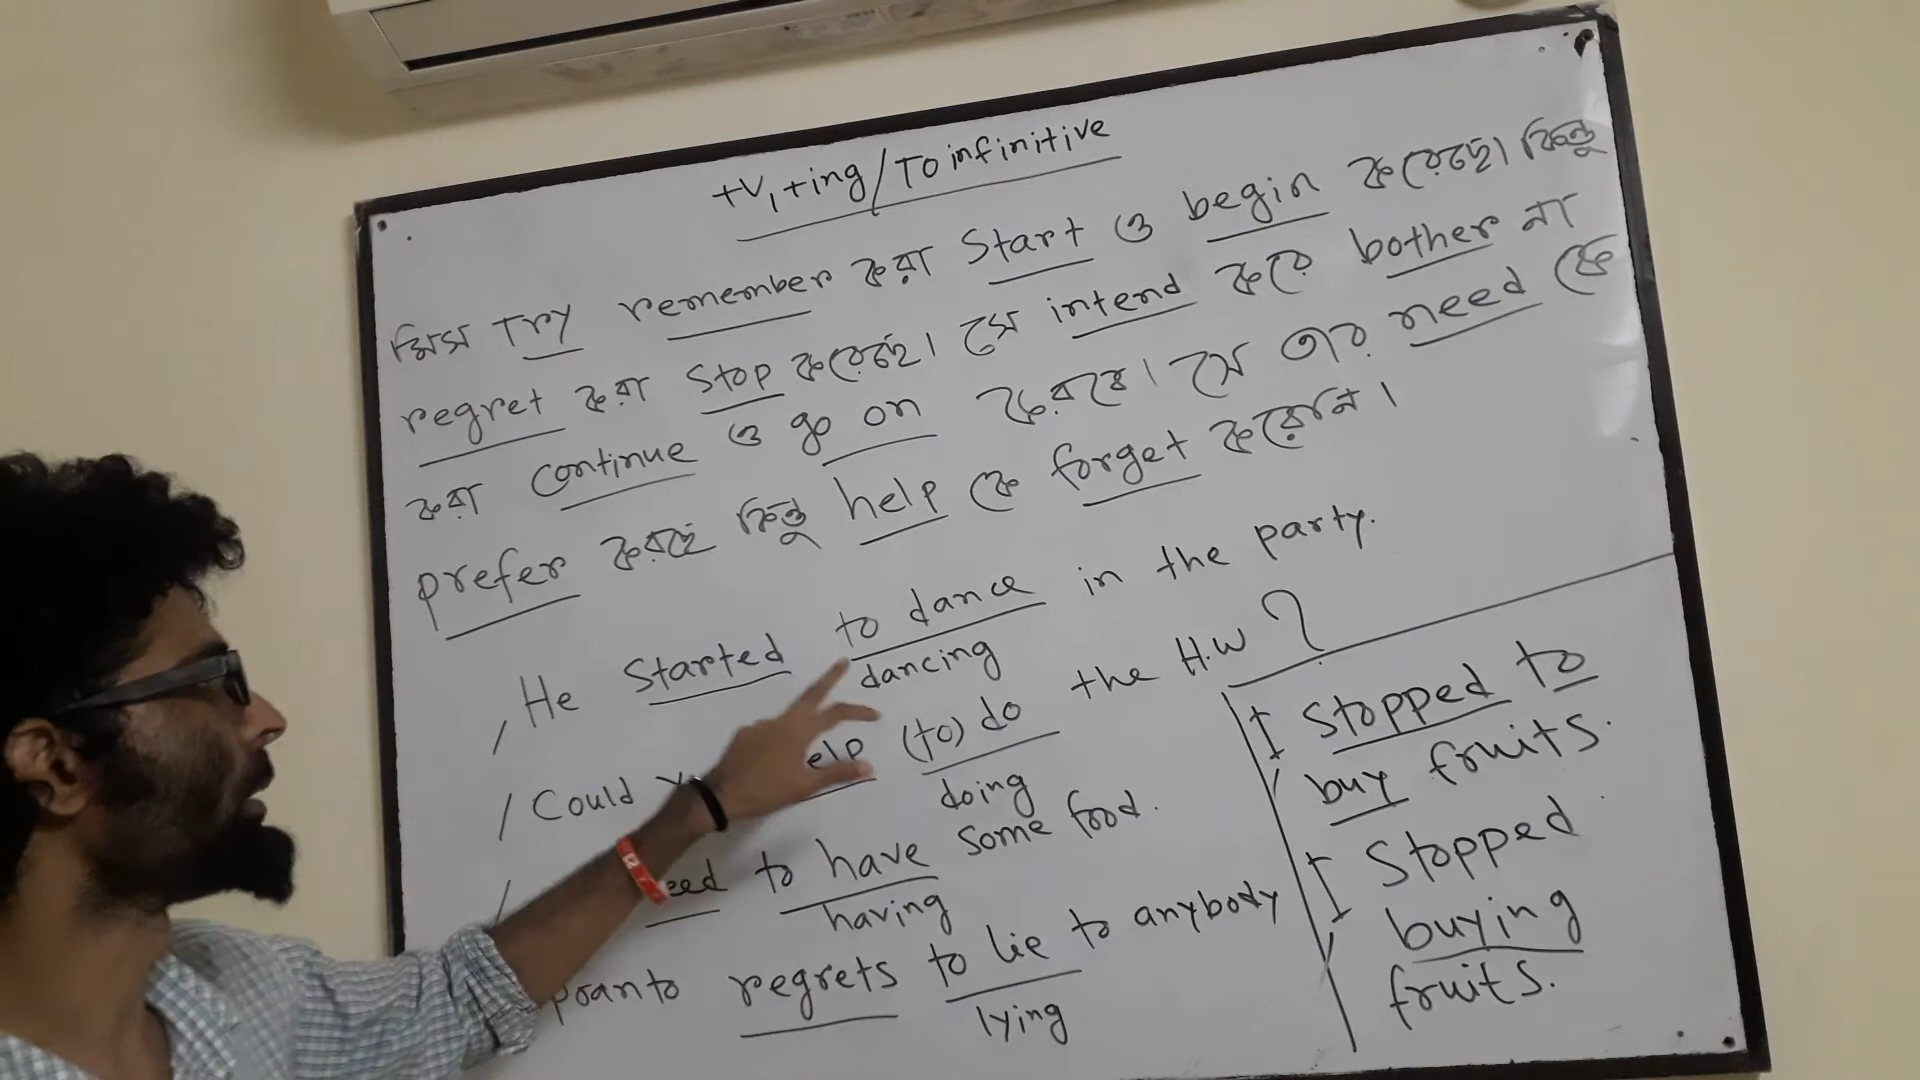 +V₁+ing/To infinitive
মিস Try remember করা Start ও begin করেছে। কিন্তু
regret করা Stop করেছে। সে intend করে bother না
করা continue ও go on করবে। সে তার need কে
prefer করছে কিন্তু help কে forget করেনি।
/ He Started to dance in the party.
dancing
/ Could elp (to) do the H.W ?
doing
/ eed to have some food.
having
poanto regrets to lie to anybody
lying
I Stopped to
buy fruits.
I Stopped
buying
fruits.